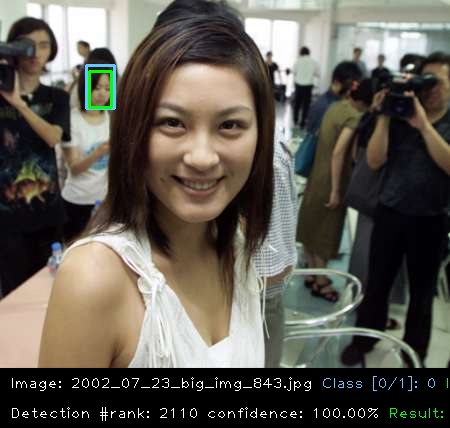 Image: 2002_07_23_big_img_843.jpg Class [0/1]: 0
Detection #rank: 2110 confidence: 100.00% Result: